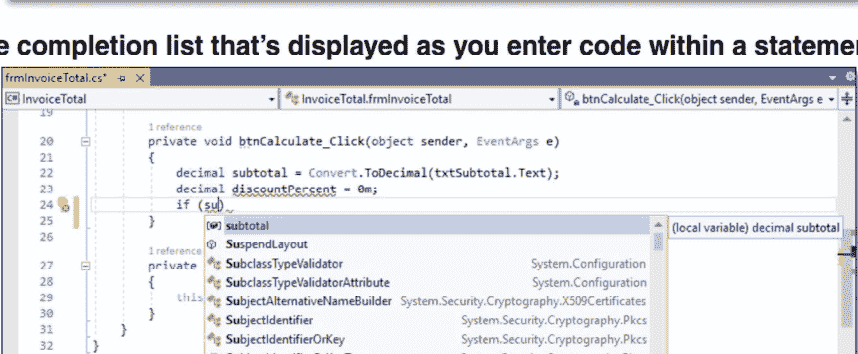 e completion list that's displayed as you enter code within a stateme
frmInvoiceTotal.cs*
InvoiceTotal InvoiceTotal.frmInvoiceTotal btnCalculate_Click(object sender, EventArgs e
19
1 reference
20 private void btnCalculate_Click(object sender, EventArgs e)
21 {
22 decimal subtotal = Convert.ToDecimal(txtSubtotal.Text);
23 decimal discountPercent = 0m;
24 if (su)
25 }
subtotal (local variable) decimal subtotal
26 SuspendLayout
1 reference SubclassTypeValidator System.Configuration
27 private
28 { SubclassTypeValidatorAttribute System.Configuration
29 this SubjectAlternativeNameBuilder System.Security.Cryptography.X509Certificates
30 } SubjectIdentifier System.Security.Cryptography.Pkcs
31 } SubjectIdentifierOrKey System.Security.Cryptography.Pkcs
32 }